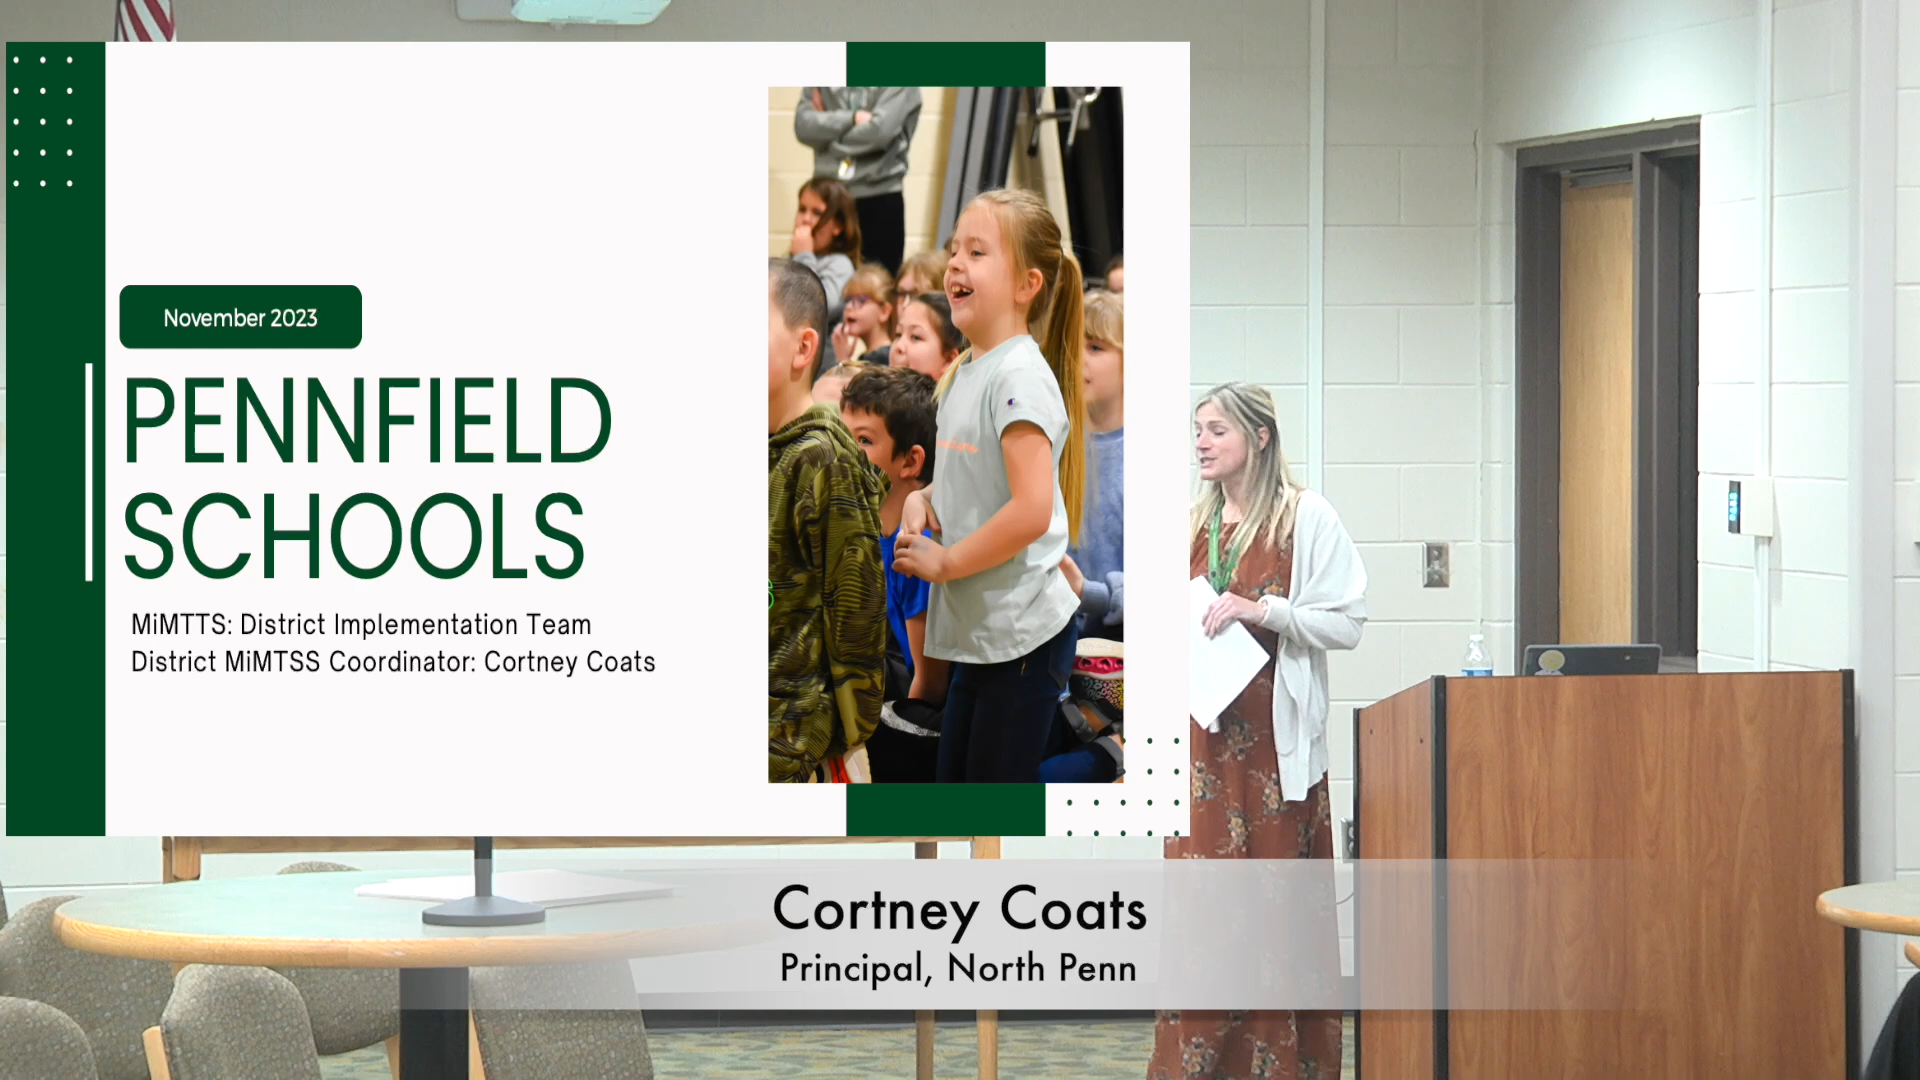 November 2023
PENNFIELD
SCHOOLS
MiMTTS: District Implementation Team
District MiMTSS Coordinator: Cortney Coats
Cortney Coats
Principal, North Penn